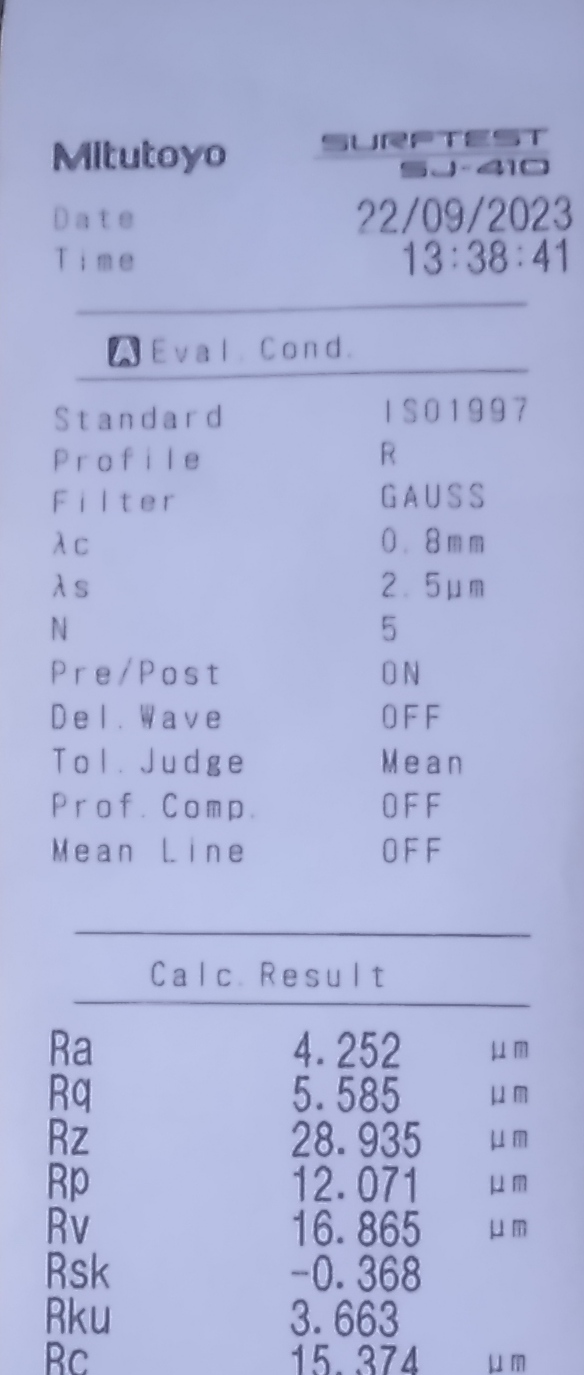 Mitutoyo SURFTEST
SJ-410
Date 22/09/2023
Time 13:38:41
A Eval.Cond.
Standard ISO1997
Profile R
Filter GAUSS
λc 0.8mm
λs 2.5μm
N 5
Pre/Post ON
Del.Wave OFF
Tol.Judge Mean
Prof.Comp. OFF
Mean Line OFF
Calc.Result
Ra 4.252 μm
Rq 5.585 μm
Rz 28.935 μm
Rp 12.071 μm
Rv 16.865 μm
Rsk -0.368
Rku 3.663
Rc 15.374 μm